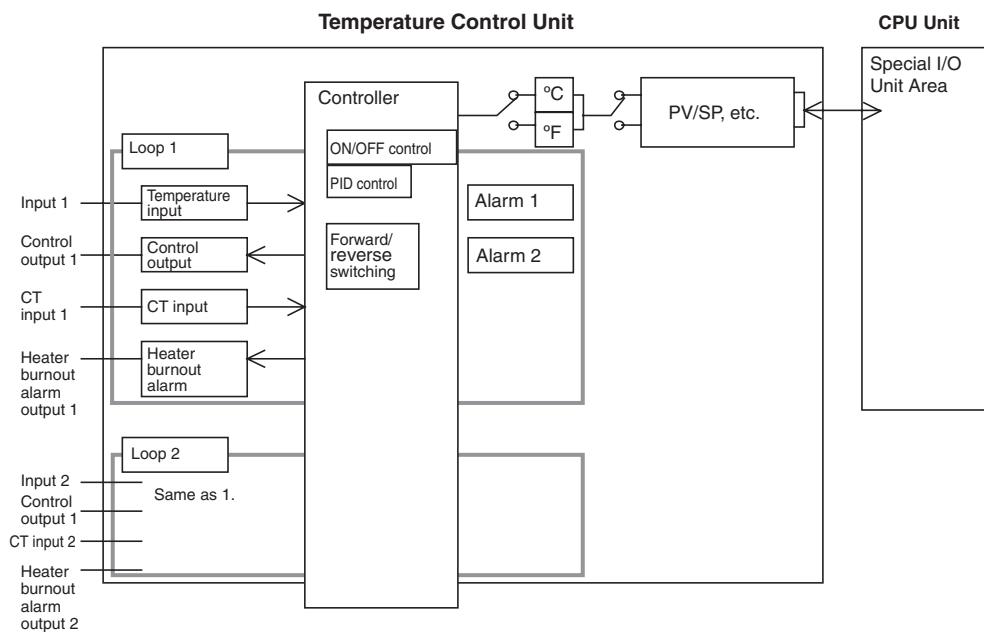 Temperature Control Unit
CPU Unit
Special I/O
Unit Area
Controller
ºC
ºF
PV/SP, etc.
ON/OFF control
PID control
Forward/
reverse
switching
Loop 1
Input 1
Temperature
input
Control
output 1
Control
output
CT
input 1
CT input
Heater
burnout
alarm
output 1
Heater
burnout
alarm
Alarm 1
Alarm 2
Loop 2
Same as 1.
Input 2
Control
output 1
CT input 2
Heater
burnout
alarm
output 2